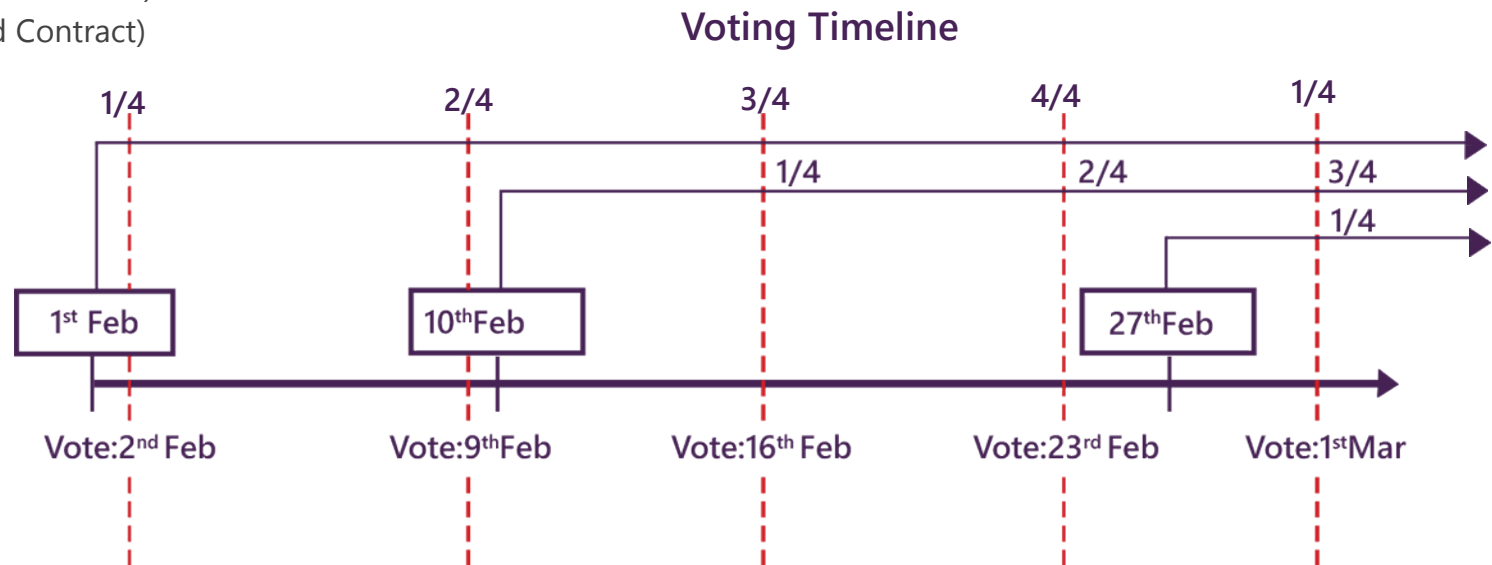 d Contract)
Voting Timeline
1/4 2/4 3/4 4/4 1/4
1/4 2/4 3/4
1/4
1st Feb 10thFeb 27thFeb
Vote:2nd Feb Vote:9thFeb Vote:16th Feb Vote:23rd Feb Vote:1stMar